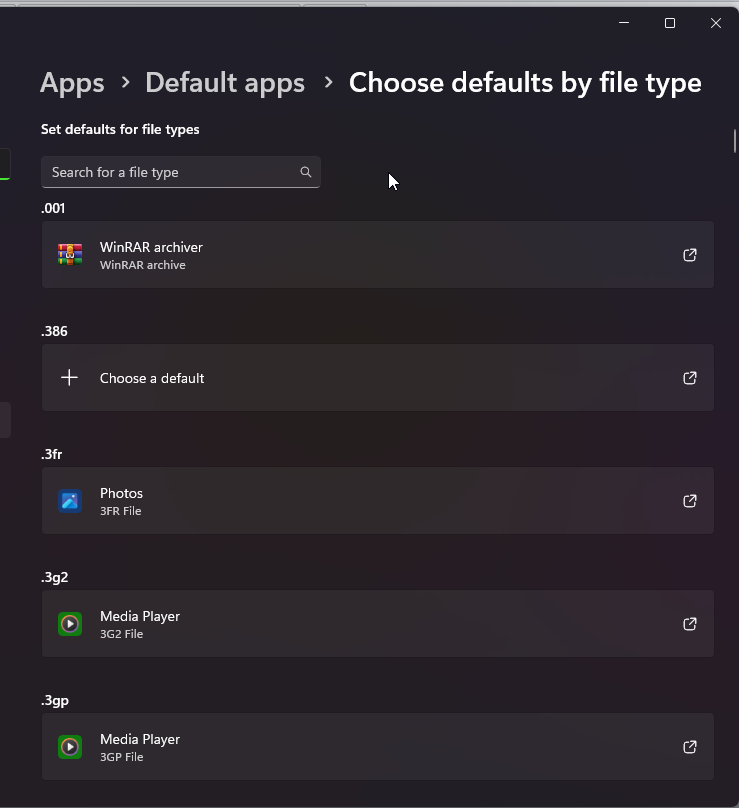 Apps > Default apps > Choose defaults by file type
Set defaults for file types
Search for a file type
.001
WinRAR archiver
WinRAR archive
.386
Choose a default
.3fr
Photos
3FR File
.3g2
Media Player
3G2 File
.3gp
Media Player
3GP File